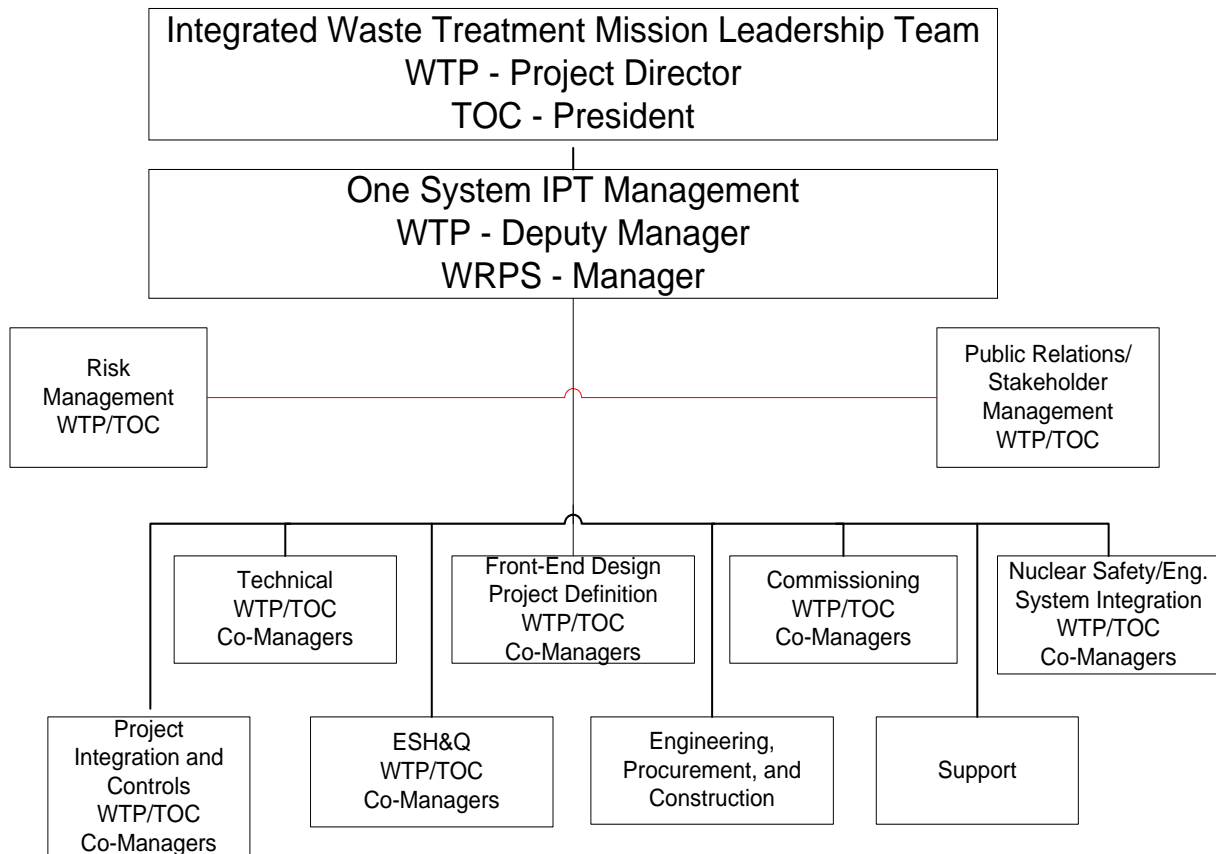 Integrated Waste Treatment Mission Leadership Team
WTP - Project Director
TOC - President
One System IPT Management
WTP - Deputy Manager
WRPS - Manager
Risk
Management
WTP/TOC
Public Relations/
Stakeholder
Management
WTP/TOC
Technical
WTP/TOC
Co-Managers
Front-End Design
Project Definition
WTP/TOC
Co-Managers
Commissioning
WTP/TOC
Co-Managers
Nuclear Safety/Eng.
System Integration
WTP/TOC
Co-Managers
Project
Integration and
Controls
WTP/TOC
Co-Managers
ESH&Q
WTP/TOC
Co-Managers
Engineering,
Procurement, and
Construction
Support